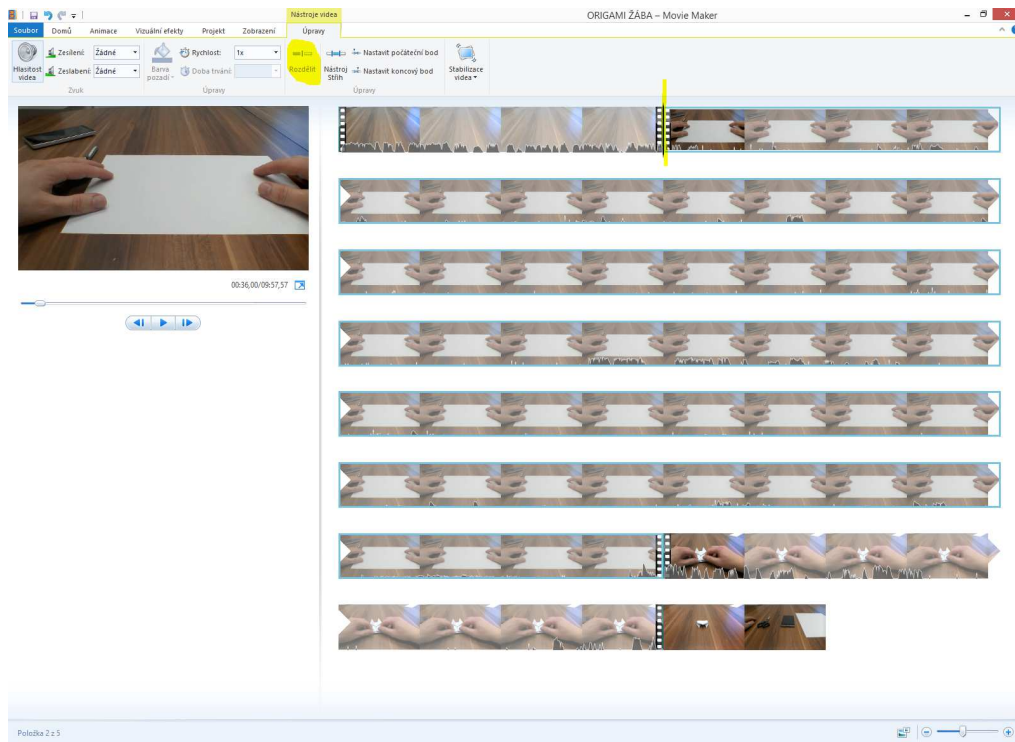 Nástroje videa
ORIGAMI ŽÁBA – Movie Maker
Soubor Domů Animace Vizuální efekty Projekt Zobrazení Úpravy
Hlasitost videa
Zesílení: Žádné
Zeslabení: Žádné
Zvuk
Barva pozadí
Rychlost: 1x
Doba trvání:
Úpravy
Rozdělit
Nástroj Střih
Nastavit počáteční bod
Nastavit koncový bod
Úpravy
Stabilizace videa
00:36,00/09:57,57
Položka 2 z 5